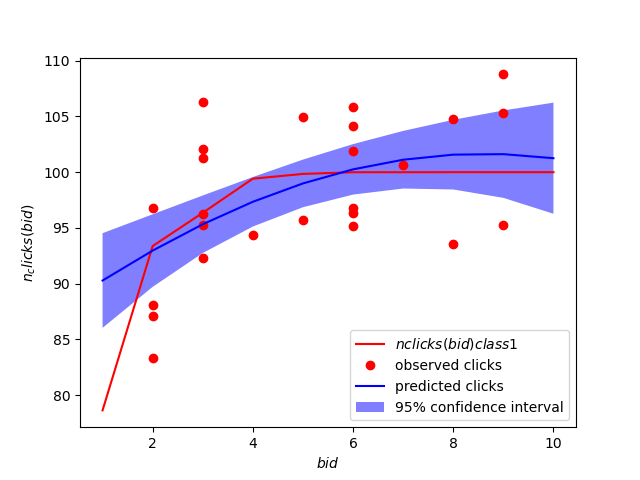 110
105
100
95
90
85
80
n_clicks(bid)
nclicks(bid)class1
observed clicks
predicted clicks
95% confidence interval
2
4
6
8
10
bid